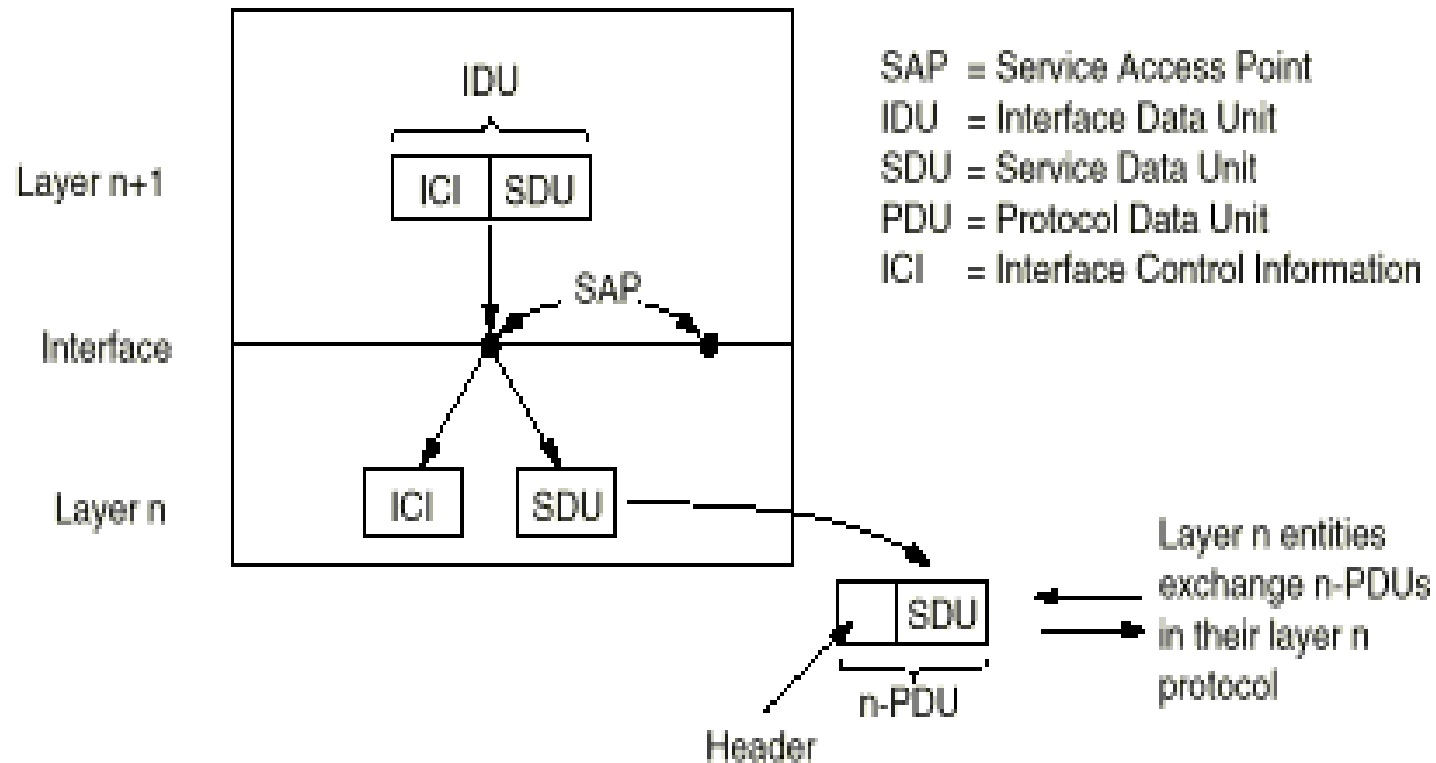 IDU
Layer n+1
ICI
SDU
SAP
Interface
Layer n
ICI
SDU
SAP = Service Access Point
IDU = Interface Data Unit
SDU = Service Data Unit
PDU = Protocol Data Unit
ICI = Interface Control Information
SDU
n-PDU
Header
Layer n entities
exchange n-PDUs
in their layer n
protocol